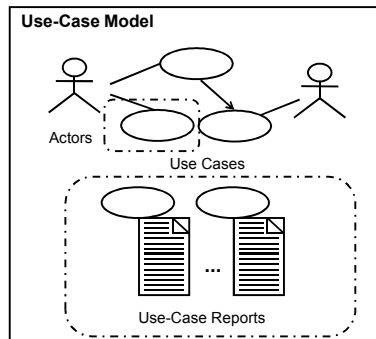 Use-Case Model
Actors
Use Cases
...
Use-Case Reports